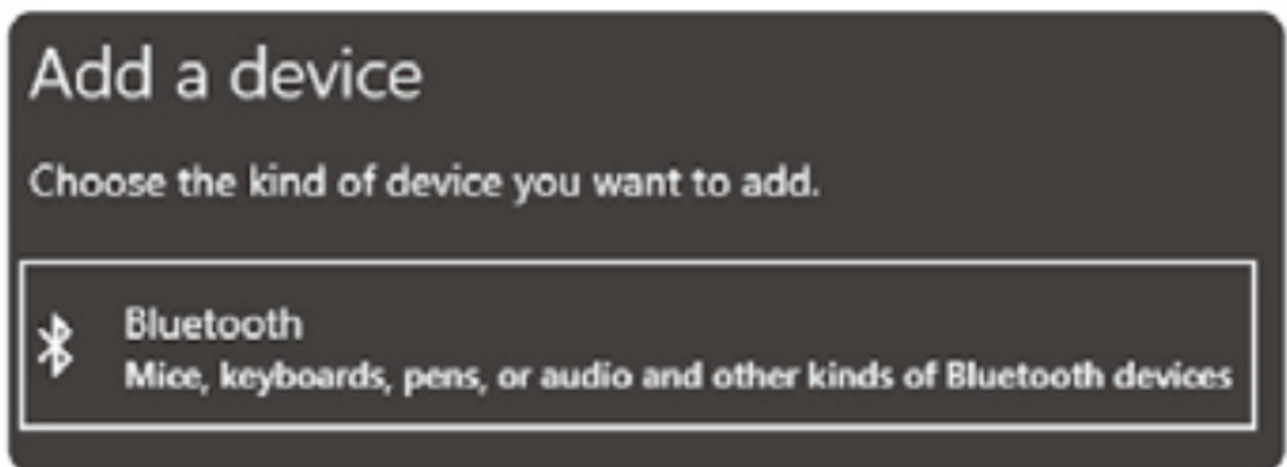 Add a device
Choose the kind of device you want to add.
Bluetooth
Mice, keyboards, pens, or audio and other kinds of Bluetooth devices